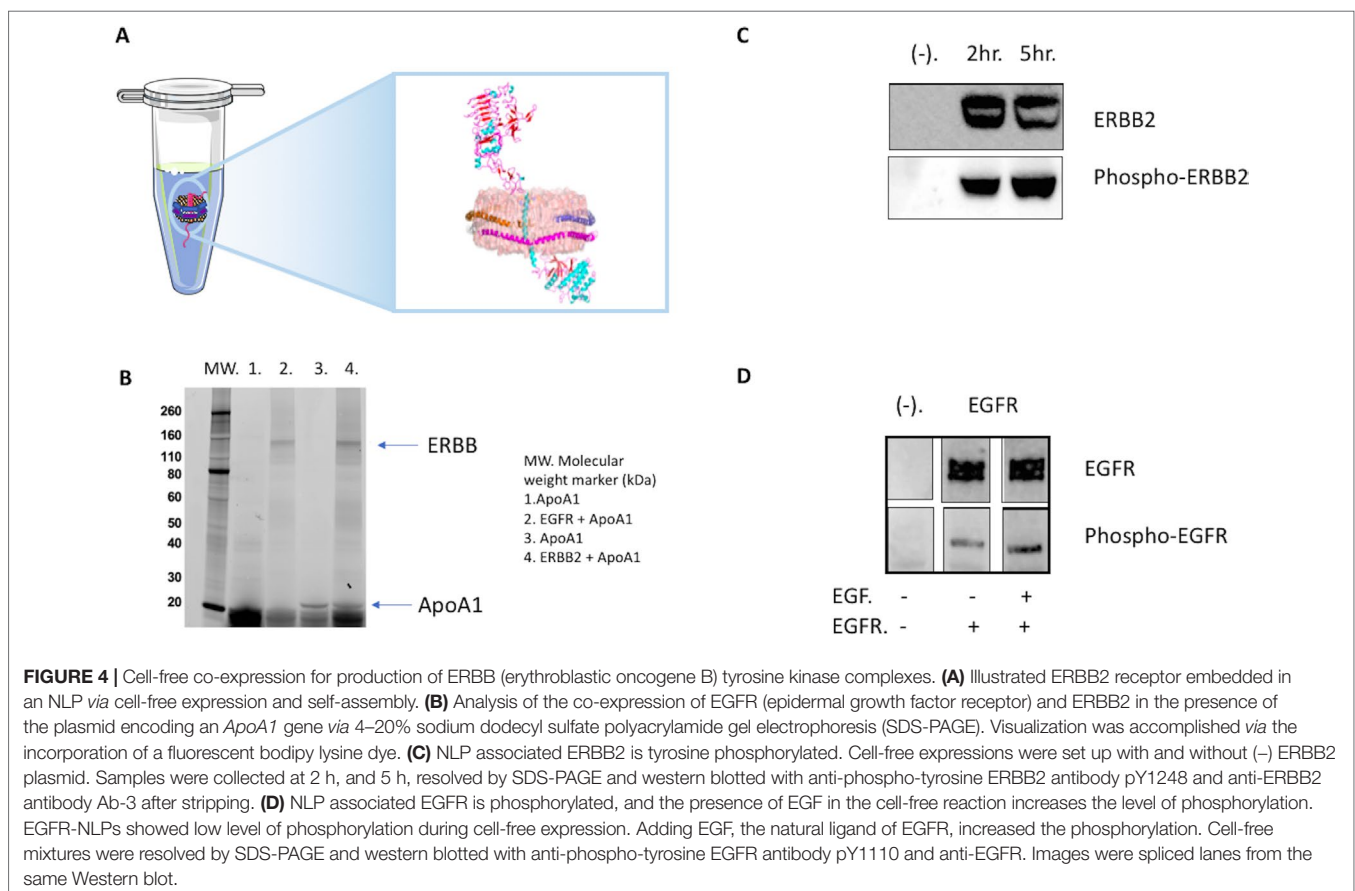 A
C
(-). 2hr. 5hr.
ERBB2
Phospho-ERBB2
B
MW. 1. 2. 3. 4.
260
160
110
80
60
50
40
30
20
ERBB
ApoA1
MW. Molecular
weight marker (kDa)
1.ApoA1
2. EGFR + ApoA1
3. ApoA1
4. ERBB2 + ApoA1
D
(-). EGFR
EGFR
Phospho-EGFR
EGF. - - +
EGFR. - + +
FIGURE 4 | Cell-free co-expression for production of ERBB (erythroblastic oncogene B) tyrosine kinase complexes. (A) Illustrated ERBB2 receptor embedded in
an NLP via cell-free expression and self-assembly. (B) Analysis of the co-expression of EGFR (epidermal growth factor receptor) and ERBB2 in the presence of
the plasmid encoding an ApoA1 gene via 4–20% sodium dodecyl sulfate polyacrylamide gel electrophoresis (SDS-PAGE). Visualization was accomplished via the
incorporation of a fluorescent bodipy lysine dye. (C) NLP associated ERBB2 is tyrosine phosphorylated. Cell-free expressions were set up with and without (–) ERBB2
plasmid. Samples were collected at 2 h, and 5 h, resolved by SDS-PAGE and western blotted with anti-phospho-tyrosine ERBB2 antibody pY1248 and anti-ERBB2
antibody Ab-3 after stripping. (D) NLP associated EGFR is phosphorylated, and the presence of EGF in the cell-free reaction increases the level of phosphorylation.
EGFR-NLPs showed low level of phosphorylation during cell-free expression. Adding EGF, the natural ligand of EGFR, increased the phosphorylation. Cell-free
mixtures were resolved by SDS-PAGE and western blotted with anti-phospho-tyrosine EGFR antibody pY1110 and anti-EGFR. Images were spliced lanes from the
same Western blot.